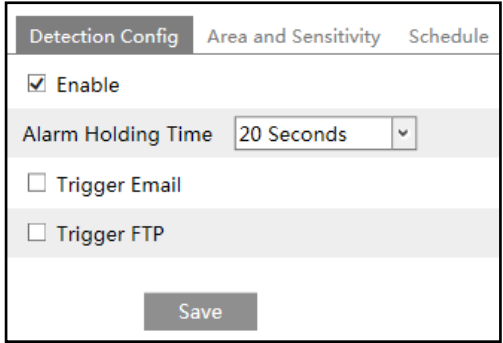 Detection Config Area and Sensitivity Schedule
Enable
Alarm Holding Time 20 Seconds
Trigger Email
Trigger FTP
Save